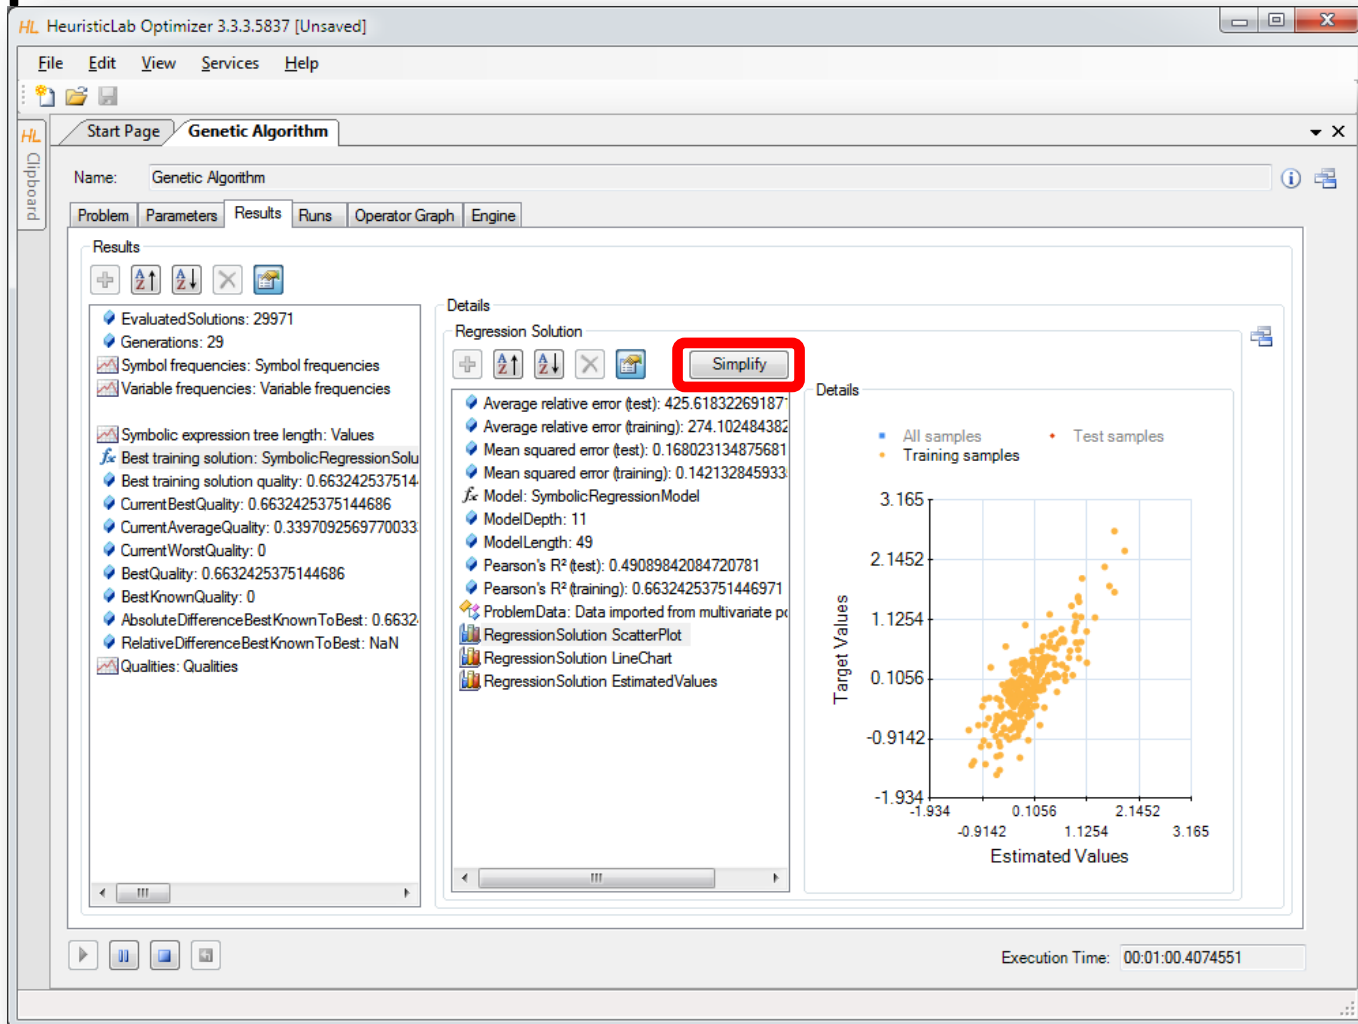 HL HeuristicLab Optimizer 3.3.3.5837 [Unsaved]
File Edit View Services Help
HL Clipboard
Start Page Genetic Algorithm
Name: Genetic Algorithm
Problem Parameters Results Runs Operator Graph Engine
Results
EvaluatedSolutions: 29971
Generations: 29
Symbol frequencies: Symbol frequencies
Variable frequencies: Variable frequencies
Symbolic expression tree length: Values
Best training solution: SymbolicRegressionSolu
Best training solution quality: 0.66324253751４4
CurrentBestQuality: 0.6632425375144686
CurrentAverageQuality: 0.3397092569770033
CurrentWorstQuality: 0
BestQuality: 0.6632425375144686
BestKnownQuality: 0
AbsoluteDifferenceBestKnownToBest: 0.6632
RelativeDifferenceBestKnownToBest: NaN
Qualities: Qualities
Details
Regression Solution
Simplify
Average relative error (test): 425.61832269187
Average relative error (training): 274.102484382
Mean squared error (test): 0.168023134875681
Mean squared error (training): 0.142132845933
Model: SymbolicRegressionModel
ModelDepth: 11
ModelLength: 49
Pearson's R² (test): 0.49089842084720781
Pearson's R² (training): 0.66324253751446971
ProblemData: Data imported from multivariate po
RegressionSolution ScatterPlot
RegressionSolution LineChart
RegressionSolution EstimatedValues
Details
All samples Test samples
Training samples
3.165
2.1452
1.1254
0.1056
-0.9142
-1.934
Target Values
-1.934 0.1056 2.1452
-0.9142 1.1254 3.165
Estimated Values
Execution Time: 00:01:00.4074551